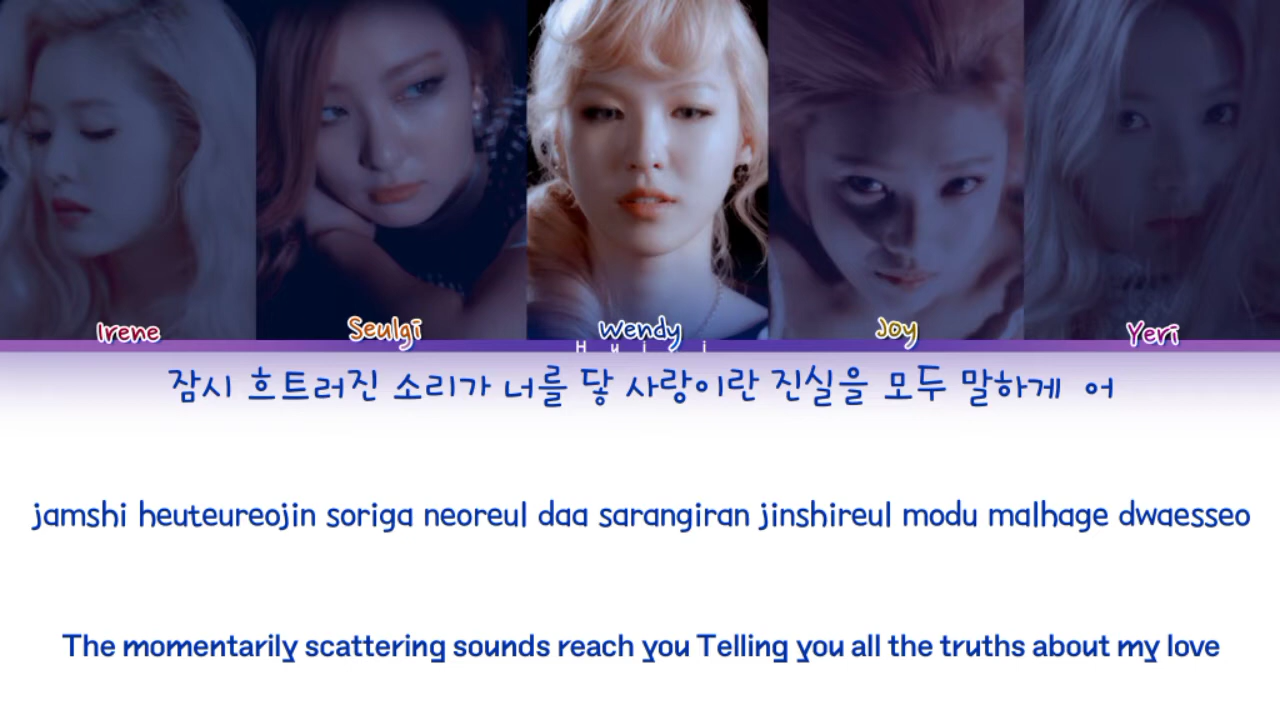 Irene Seulgi Wendy Joy Yeri
H u i j i
잠시 흐트러진 소리가 너를 닿 사랑이란 진실을 모두 말하게 어
jamshi heuteureojin soriga neoreul daa sarangiran jinshireul modu malhage dwaesseo
The momentarily scattering sounds reach you Telling you all the truths about my love